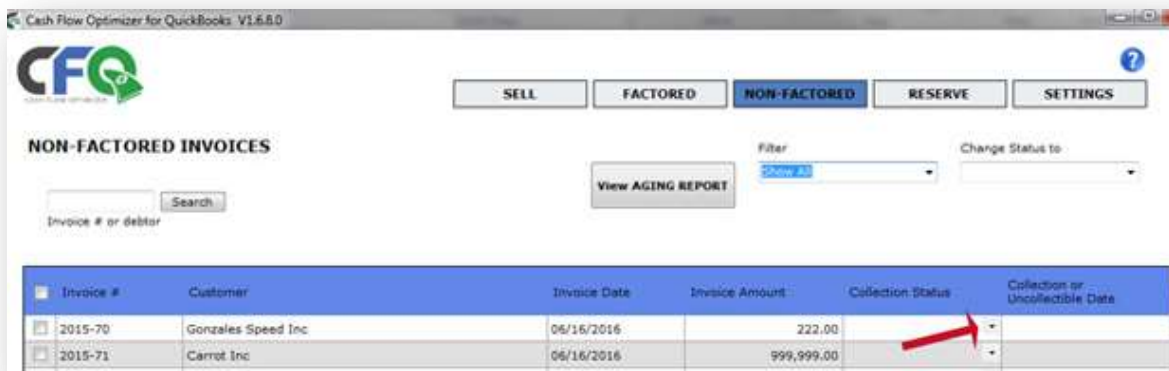 Cash Flow Optimizer for QuickBooks V1.6.8.0
CFO
SELL FACTORED NON-FACTORED RESERVE SETTINGS
NON-FACTORED INVOICES
Filter Change Status to
Show All
View AGING REPORT
Search
Invoice # or debtor
Invoice # Customer Invoice Date Invoice Amount Collection Status Collection or Uncollectible Date
2015-70 Gonzales Speed Inc 06/16/2016 222.00
2015-71 Carrot Inc 06/16/2016 999,999.00